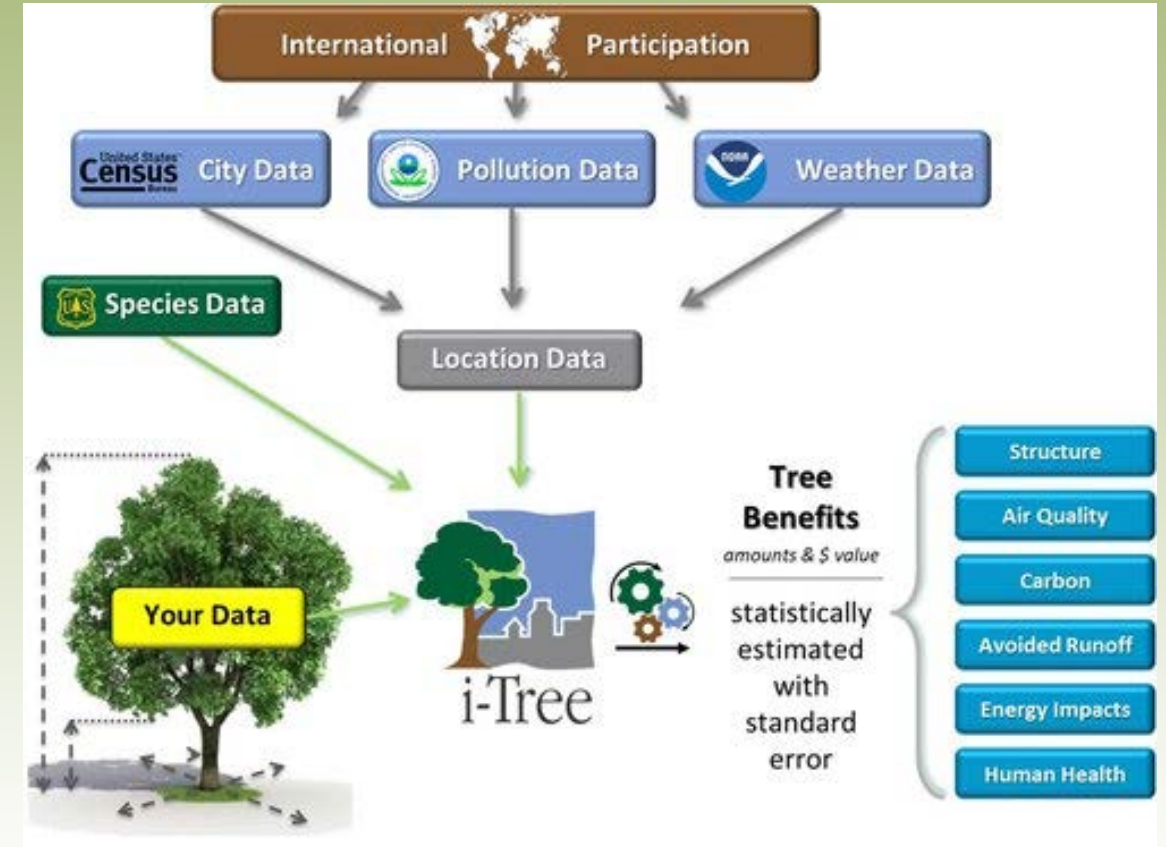 International Participation
United States
Census
Bureau
City Data
Pollution Data
NOAA
Weather Data
U S
Species Data
Location Data
Your Data
i-Tree
Tree
Benefits
amounts & $ value
statistically
estimated
with
standard
error
Structure
Air Quality
Carbon
Avoided Runoff
Energy Impacts
Human Health